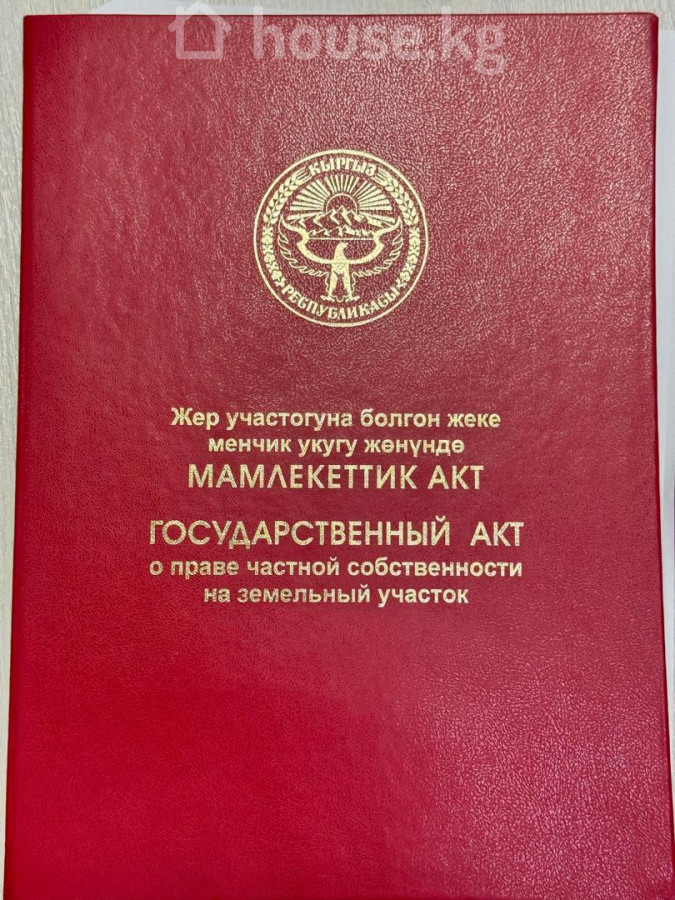 house.kg
КЫРГЫЗ
РЕСПУБЛИКАСЫ
Жер участогуна болгон жеке
менчик укугу жөнүндө
МАМЛЕКЕТТИК АКТ
ГОСУДАРСТВЕННЫЙ АКТ
о праве частной собственности
на земельный участок